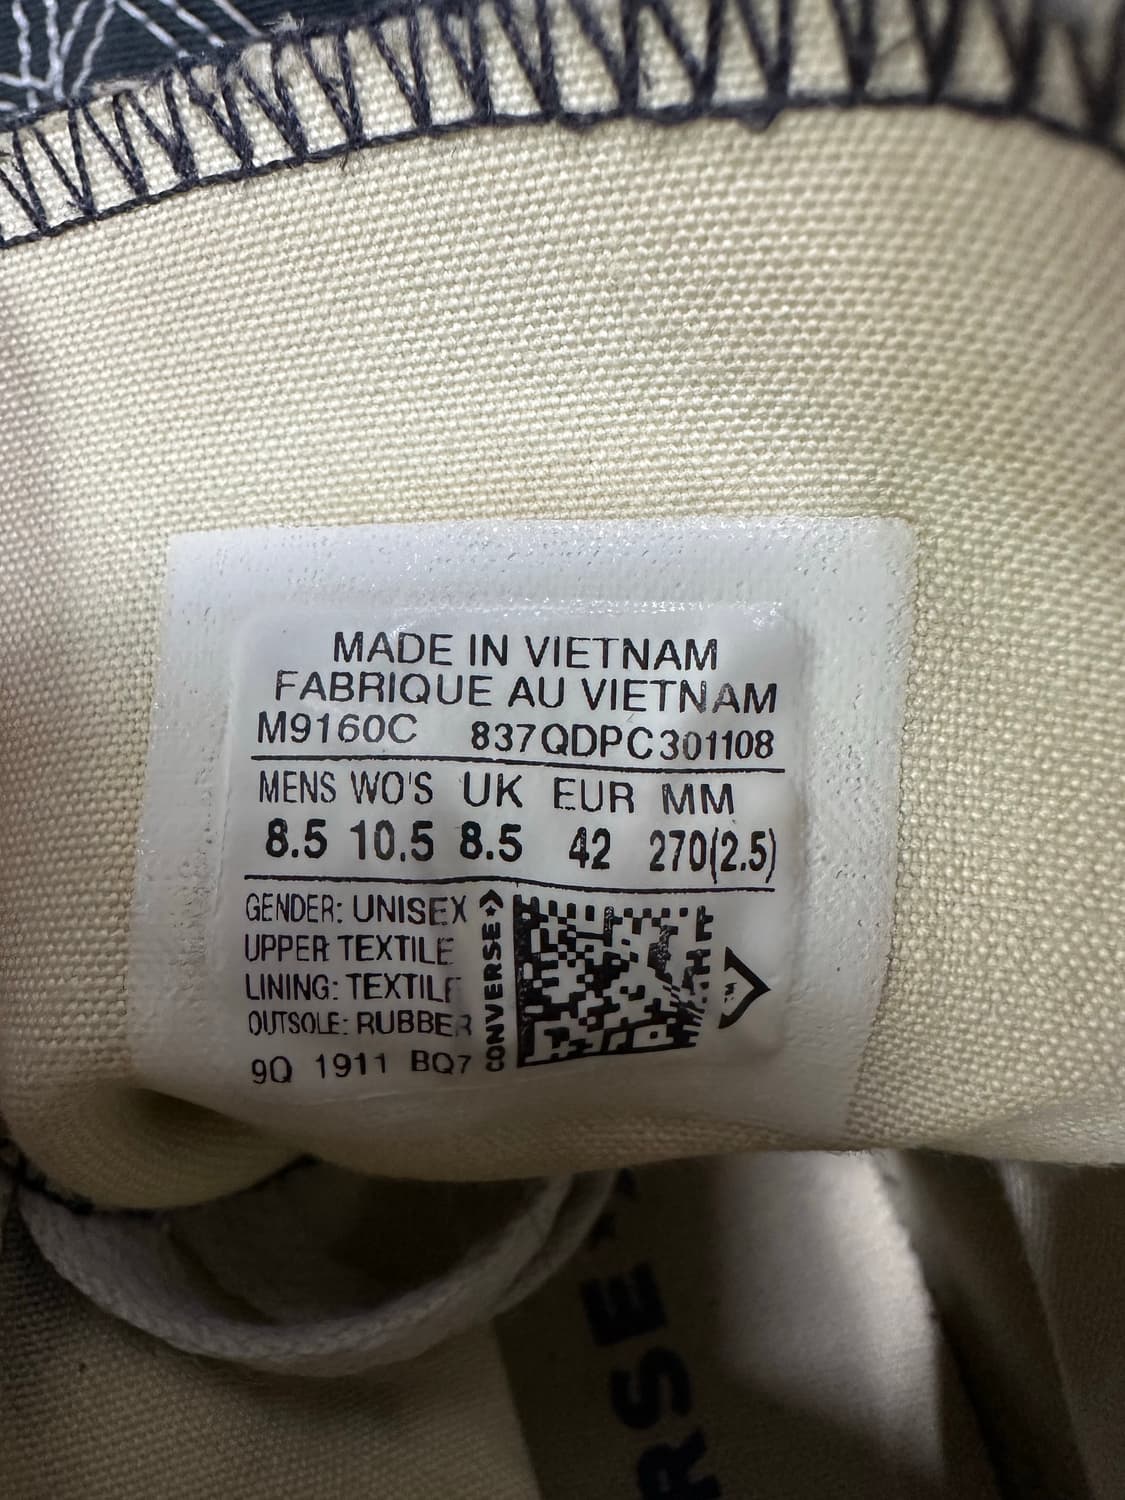 MADE IN VIETNAM
FABRIQUE AU VIETNAM
M9160C 837QDPC301108
MENS WO'S UK EUR MM
8.5 10.5 8.5 42 270(2.5)
GENDER: UNISEX
UPPER TEXTILE
LINING: TEXTILE
OUTSOLE: RUBBER
9Q 1911 BQ7
CONVERSE
RSE